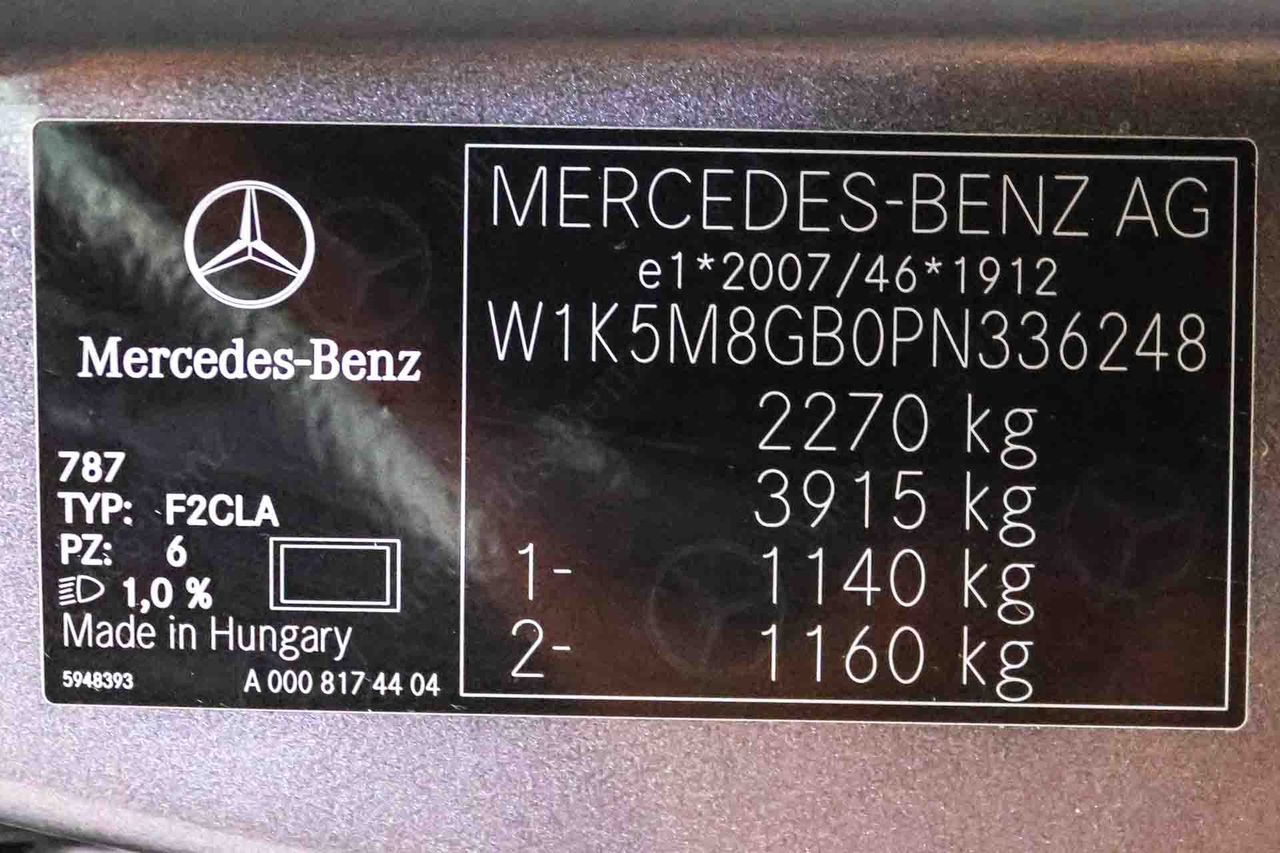 Mercedes-Benz
787
TYP: F2CLA
PZ: 6
1,0 %
Made in Hungary
5948393 A 000 817 44 04
MERCEDES-BENZ AG
e1*2007/46*1912
W1K5M8GB0PN336248
2270 kg
3915 kg
1- 1140 kg
2- 1160 kg